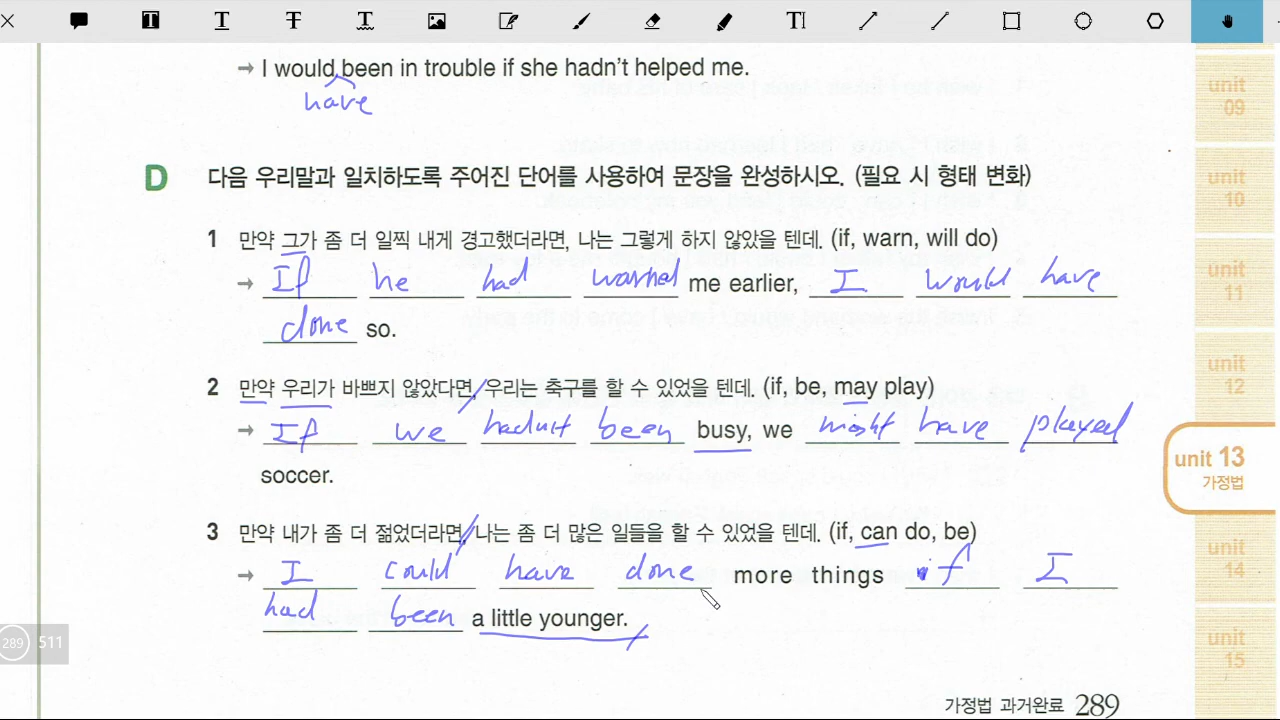 → I would been in trouble if she hadn't helped me.
have
D 다음 우리말과 일치하도록 주어진 단어를 사용하여 문장을 완성하시오. (필요 시 형태 변화)
1 만약 그가 좀 더 일찍 내게 경고했더라면, 나는 그렇게 하지 않았을 텐데. (if, warn, will do)
→ If he had me earlier, I would have
done so.
2 만약 우리가 바쁘지 않았다면, 우리는 축구를 할 수 있었을 텐데. (if, be, may play)
→ If we hadn't been busy, we might have played
soccer.
3 만약 내가 좀 더 젊었더라면, 나는 좀 더 많은 일들을 할 수 있었을 텐데. (if, can do, be)
→ I could have done more things if I
had been a little younger.
289 511
가정법 과거완료 289
unit
09
unit
10
unit
11
unit
12
unit 13
가정법
unit
14
unit
15